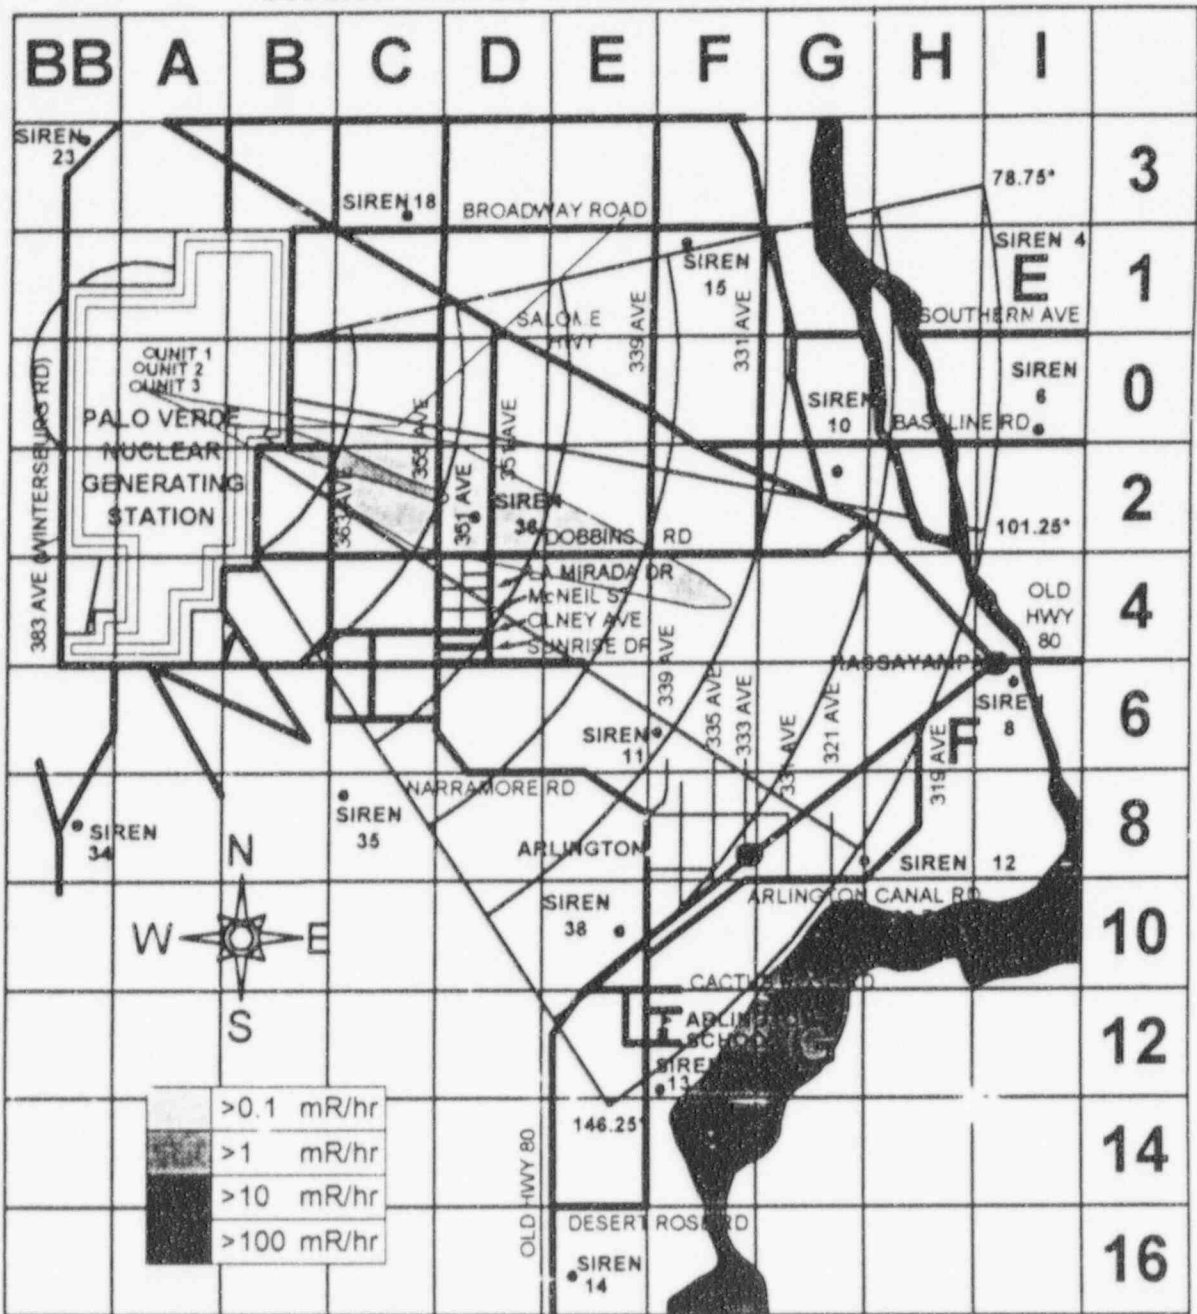 BB A B C D E F G H I
SIREN
23
3
78.75°
SIREN 18
BROADWAY ROAD
SIREN 4
E
SIREN
15
1
SOUTHERN AVE
339 AVE
331 AVE
383 AVE (WINTERSBURG RD)
UNIT 1
UNIT 2
UNIT 3
SIREN
6
0
SIREN
10
BASELINE RD
PALO VERDE
NUCLEAR
GENERATING
STATION
355 AVE
363 AVE
351 AVE
SIREN
36
2
DOBBINS RD
101.25°
LA MIRADA DR
McNEIL ST
OLNEY AVE
SUNRISE DR
OLD
HWY
80
4
339 AVE
335 AVE
333 AVE
321 AVE
319 AVE
SIREN
11
SIREN
8
F
6
NARRAMORE RD
SIREN
34
SIREN
35
ARLINGTON
SIREN 12
8
N
W E
S
SIREN
38
ARLINGTON CANAL RD
10
ARLINGTON
SCHOOL
G
12
SIREN
13
146.25°
>0.1 mR/hr
>1 mR/hr
>10 mR/hr
>100 mR/hr
14
OLD HWY 80
DESERT ROSE RD
SIREN
14
16